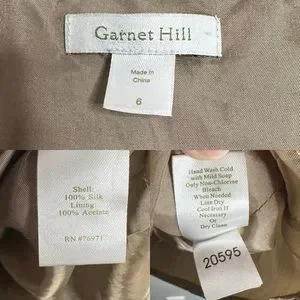 Garnet Hill
Made in
China
6
Shell:
100% Silk
Lining:
100% Acetate
RN #76971
Hand Wash Cold
with Mild Soap
Only Non-Chlorine
Bleach
When Needed
Line Dry
Cool Iron If
Necessary
Or
Dry Clean
20595